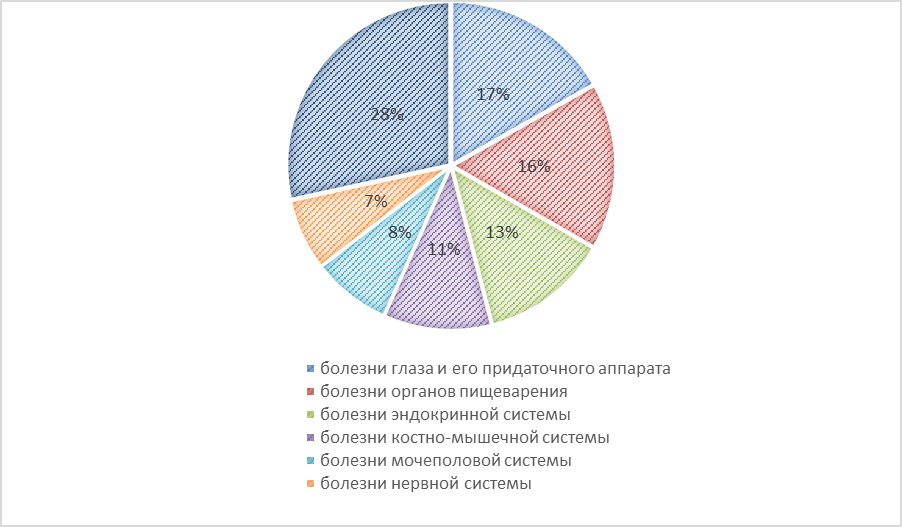 28%
17%
16%
7%
8%
11%
13%
болезни глаза и его придаточного аппарата
болезни органов пищеварения
болезни эндокринной системы
болезни костно-мышечной системы
болезни мочеполовой системы
болезни нервной системы